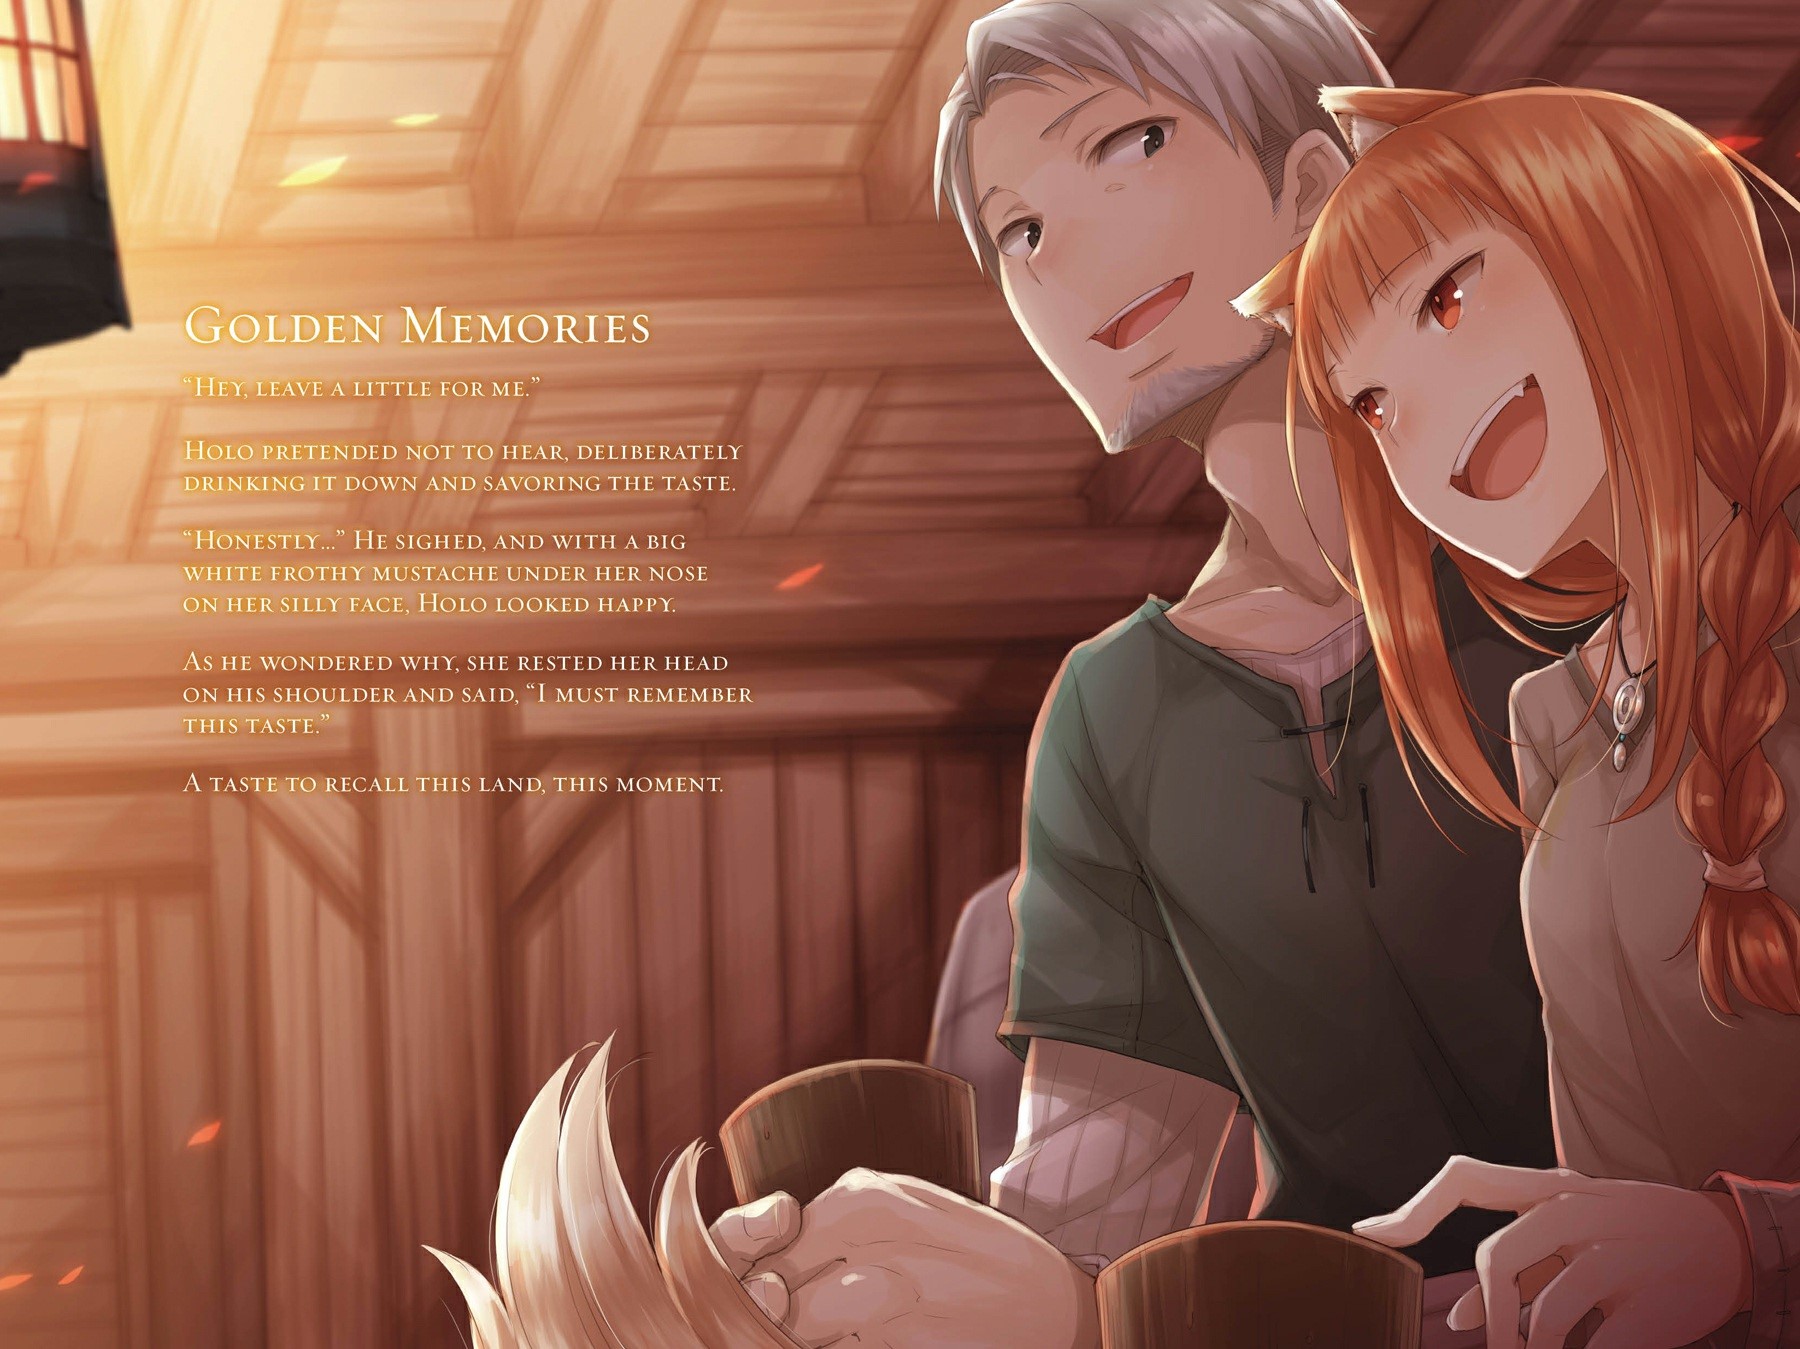 Golden Memories
“Hey, leave a little for me.”
Holo pretended not to hear, deliberately
drinking it down and savoring the taste.
“Honestly...” He sighed, and with a big
white frothy mustache under her nose
on her silly face, Holo looked happy.
As he wondered why, she rested her head
on his shoulder and said, “I must remember
this taste.”
A taste to recall this land, this moment.